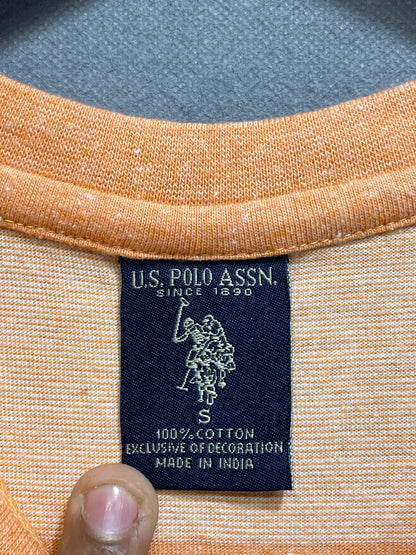 U.S. POLO ASSN.
SINCE 1890
S
100% COTTON
EXCLUSIVE OF DECORATION
MADE IN INDIA